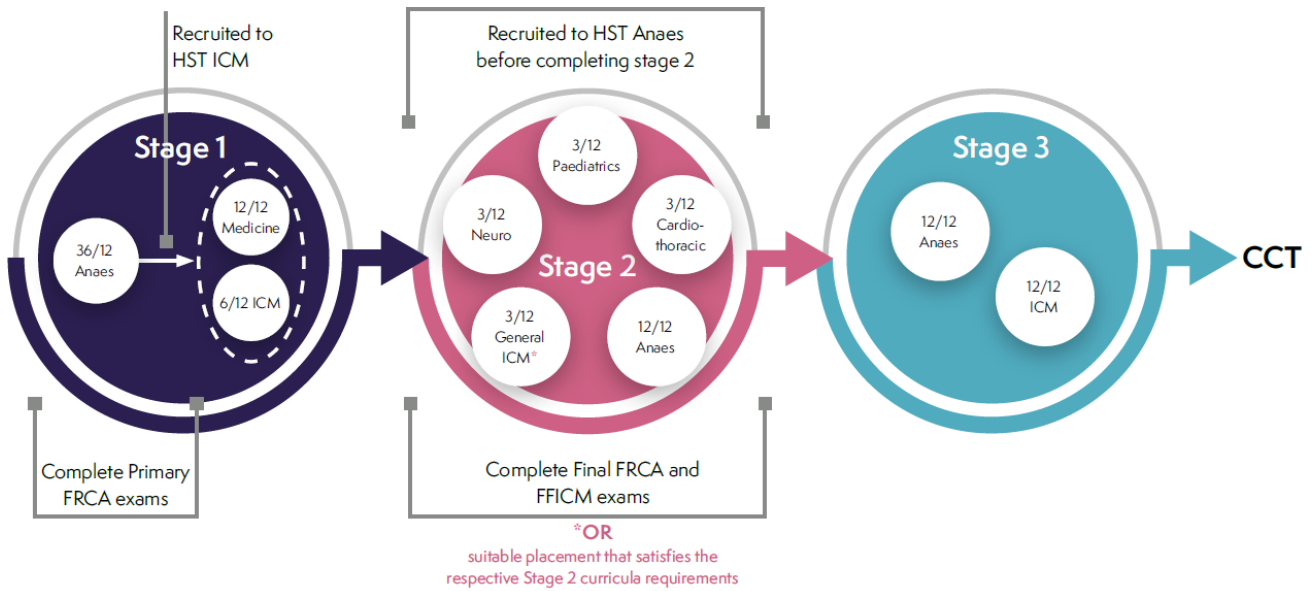 Recruited to
HST ICM
Stage 1
36/12
Anaes
12/12
Medicine
6/12 ICM
Complete Primary
FRCA exams
Recruited to HST Anaes
before completing stage 2
3/12
Paediatrics
3/12
Neuro
3/12
Cardio-
thoracic
Stage 2
3/12
General
ICM*
12/12
Anaes
Complete Final FRCA and
FFICM exams
*OR
suitable placement that satisfies the
respective Stage 2 curricula requirements
Stage 3
12/12
Anaes
12/12
ICM
CCT